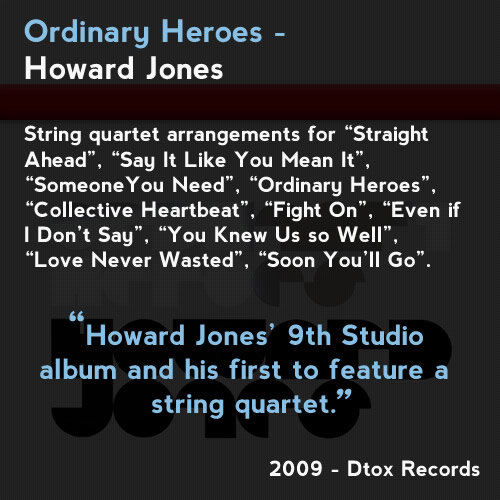 Ordinary Heroes -
Howard Jones
String quartet arrangements for “Straight
Ahead”, “Say It Like You Mean It”,
“SomeoneYou Need”, “Ordinary Heroes”,
“Collective Heartbeat”, “Fight On”, “Even if
I Don’t Say”, “You Knew Us so Well”,
“Love Never Wasted”, “Soon You’ll Go”.
“Howard Jones’ 9th Studio
album and his first to feature a
string quartet.”
2009 - Dtox Records